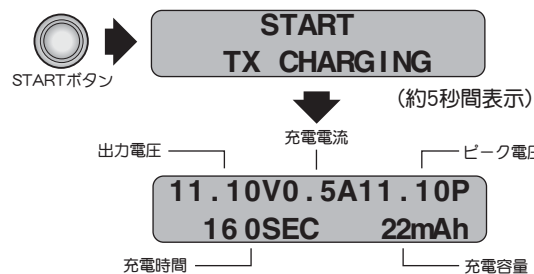 START
TX CHARGING
STARTボタン
(約5秒間表示)
出力電圧
充電電流
ピーク電圧
11.10V0.5A11.10P
160SEC 22mAh
充電時間
充電容量